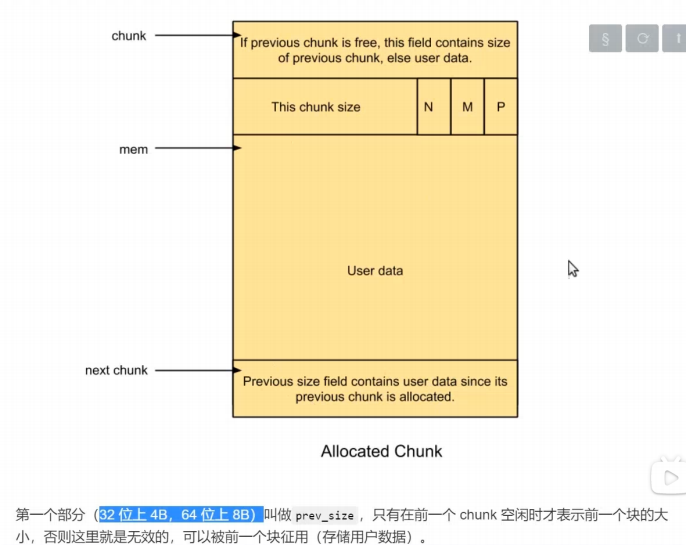 chunk
If previous chunk is free, this field contains size
of previous chunk, else user data.
This chunk size
N
M
P
mem
User data
next chunk
Previous size field contains user data since its
previous chunk is allocated.
Allocated Chunk
第一个部分（32 位上 4B，64 位上 8B）叫做 prev_size ，只有在前一个 chunk 空闲时才表示前一个块的大
小，否则这里就是无效的，可以被前一个块征用（存储用户数据）。